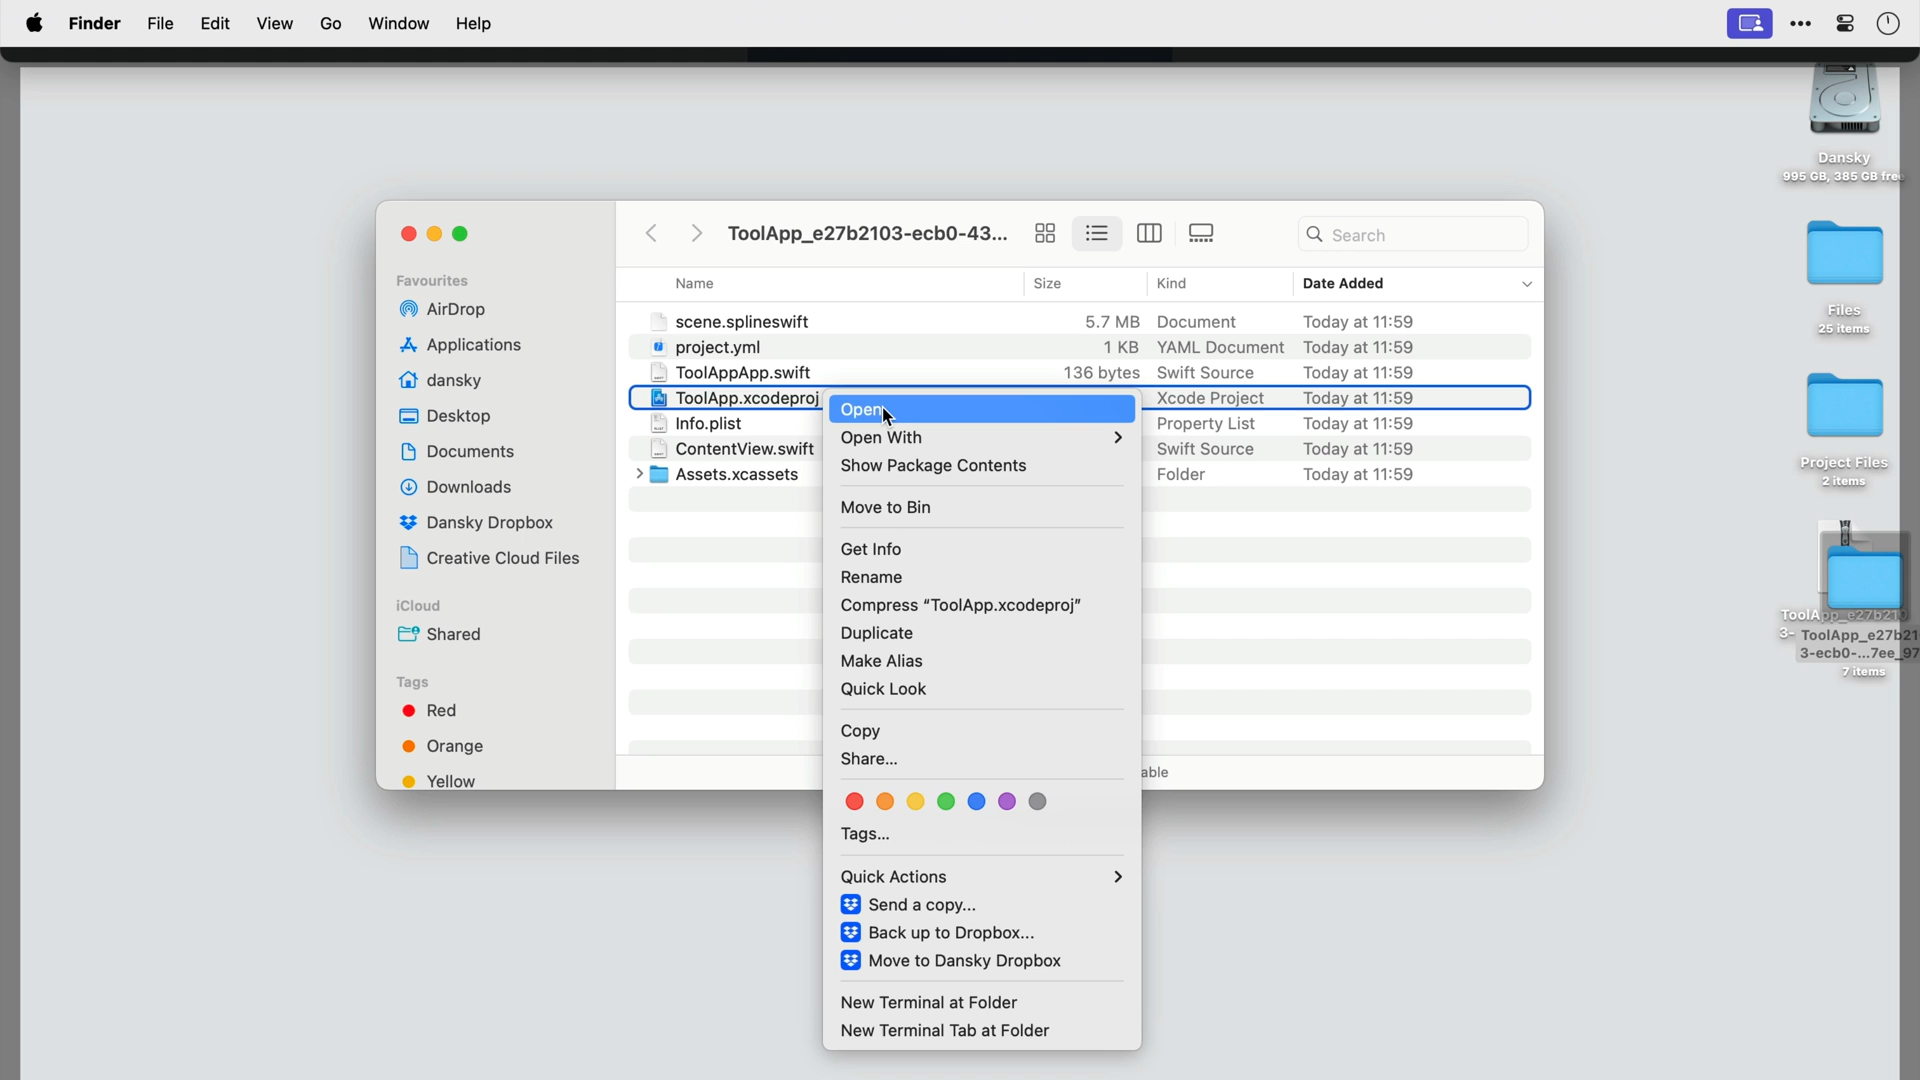 Finder File Edit View Go Window Help
Dansky
995 GB, 385 GB free
Files
25 items
Project Files
2 items
ToolApp_e27b210
3-
ToolApp_e27b21
3-ecb0-...7ee_97
7 items
ToolApp_e27b2103-ecb0-43...
Search
Favourites
AirDrop
Applications
dansky
Desktop
Documents
Downloads
Dansky Dropbox
Creative Cloud Files
iCloud
Shared
Tags
Red
Orange
Yellow
Name Size Kind Date Added
scene.splineswift 5.7 MB Document Today at 11:59
project.yml 1 KB YAML Document Today at 11:59
ToolAppApp.swift 136 bytes Swift Source Today at 11:59
ToolApp.xcodeproj Xcode Project Today at 11:59
Info.plist Property List Today at 11:59
ContentView.swift Swift Source Today at 11:59
Assets.xcassets Folder Today at 11:59
able
Open
Open With
Show Package Contents
Move to Bin
Get Info
Rename
Compress “ToolApp.xcodeproj”
Duplicate
Make Alias
Quick Look
Copy
Share...
Tags...
Quick Actions
Send a copy...
Back up to Dropbox...
Move to Dansky Dropbox
New Terminal at Folder
New Terminal Tab at Folder